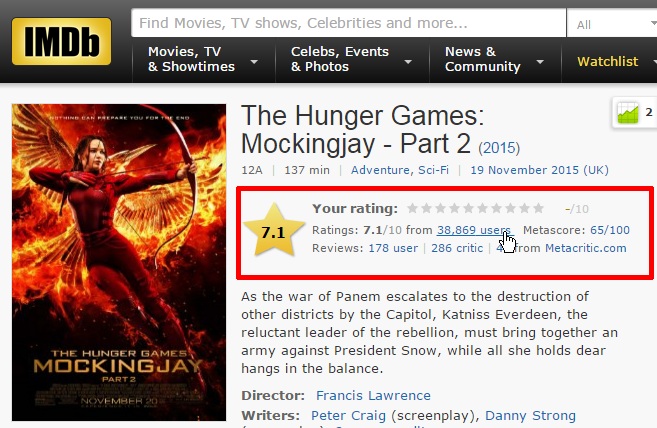 IMDb
Find Movies, TV shows, Celebrities and more...
All
Movies, TV
& Showtimes
Celebs, Events
& Photos
News &
Community
Watchlist
NOTHING CAN PREPARE YOU FOR THE END
THE HUNGER GAMES
MOCKINGJAY
PART 2
NOVEMBER 20
The Hunger Games:
Mockingjay - Part 2 (2015)
2
12A | 137 min | Adventure, Sci-Fi | 19 November 2015 (UK)
7.1
Your rating: -/10
Ratings: 7.1/10 from 38,869 users Metascore: 65/100
Reviews: 178 user | 286 critic | 4 from Metacritic.com
As the war of Panem escalates to the destruction of
other districts by the Capitol, Katniss Everdeen, the
reluctant leader of the rebellion, must bring together an
army against President Snow, while all she holds dear
hangs in the balance.
Director: Francis Lawrence
Writers: Peter Craig (screenplay), Danny Strong